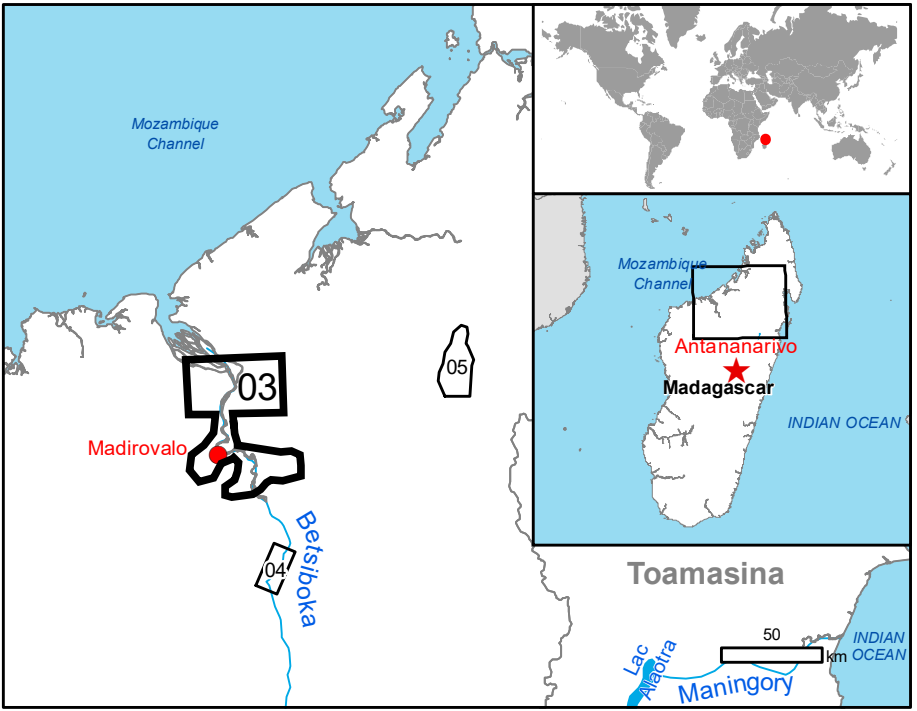 Mozambique
Channel
03
05
Madirovalo
Betsiboka
04
Mozambique
Channel
Antananarivo
Madagascar
INDIAN OCEAN
Toamasina
50
km
INDIAN
OCEAN
Lac
Alaotra
Maningory